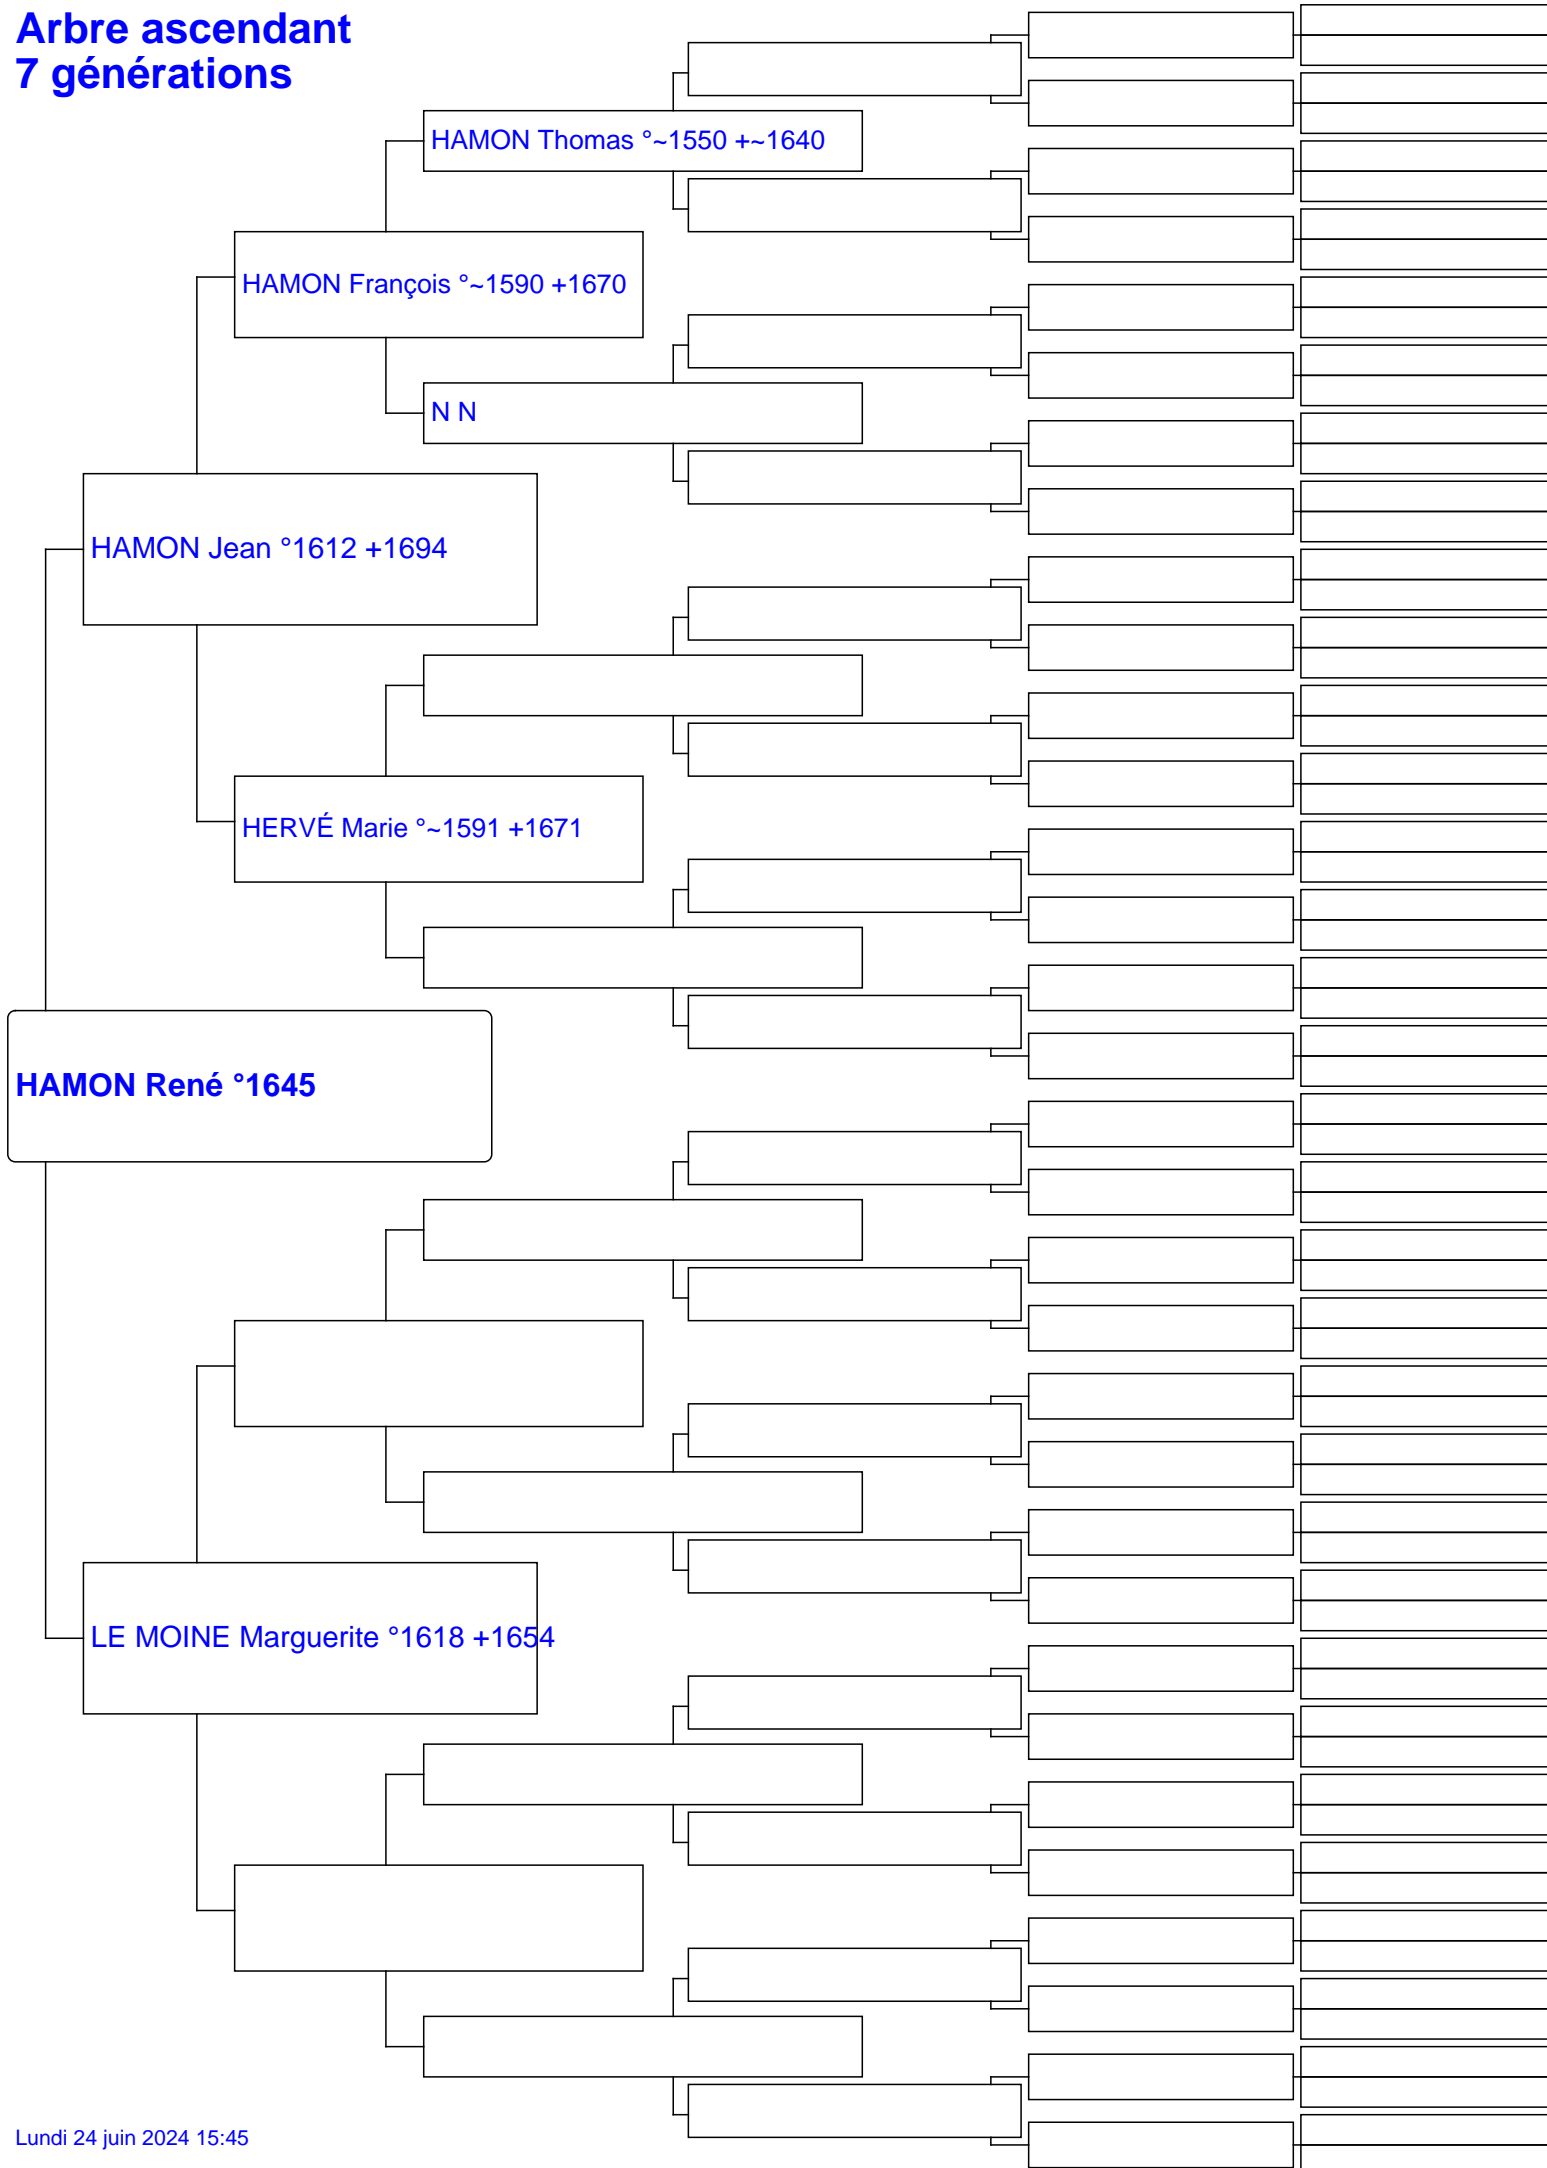 Arbre ascendant
7 générations
HAMON Thomas °~1550 +~1640
HAMON François °~1590 +1670
N N
HAMON Jean °1612 +1694
HERVÉ Marie °~1591 +1671
HAMON René °1645
LE MOINE Marguerite °1618 +1654
Lundi 24 juin 2024 15:45